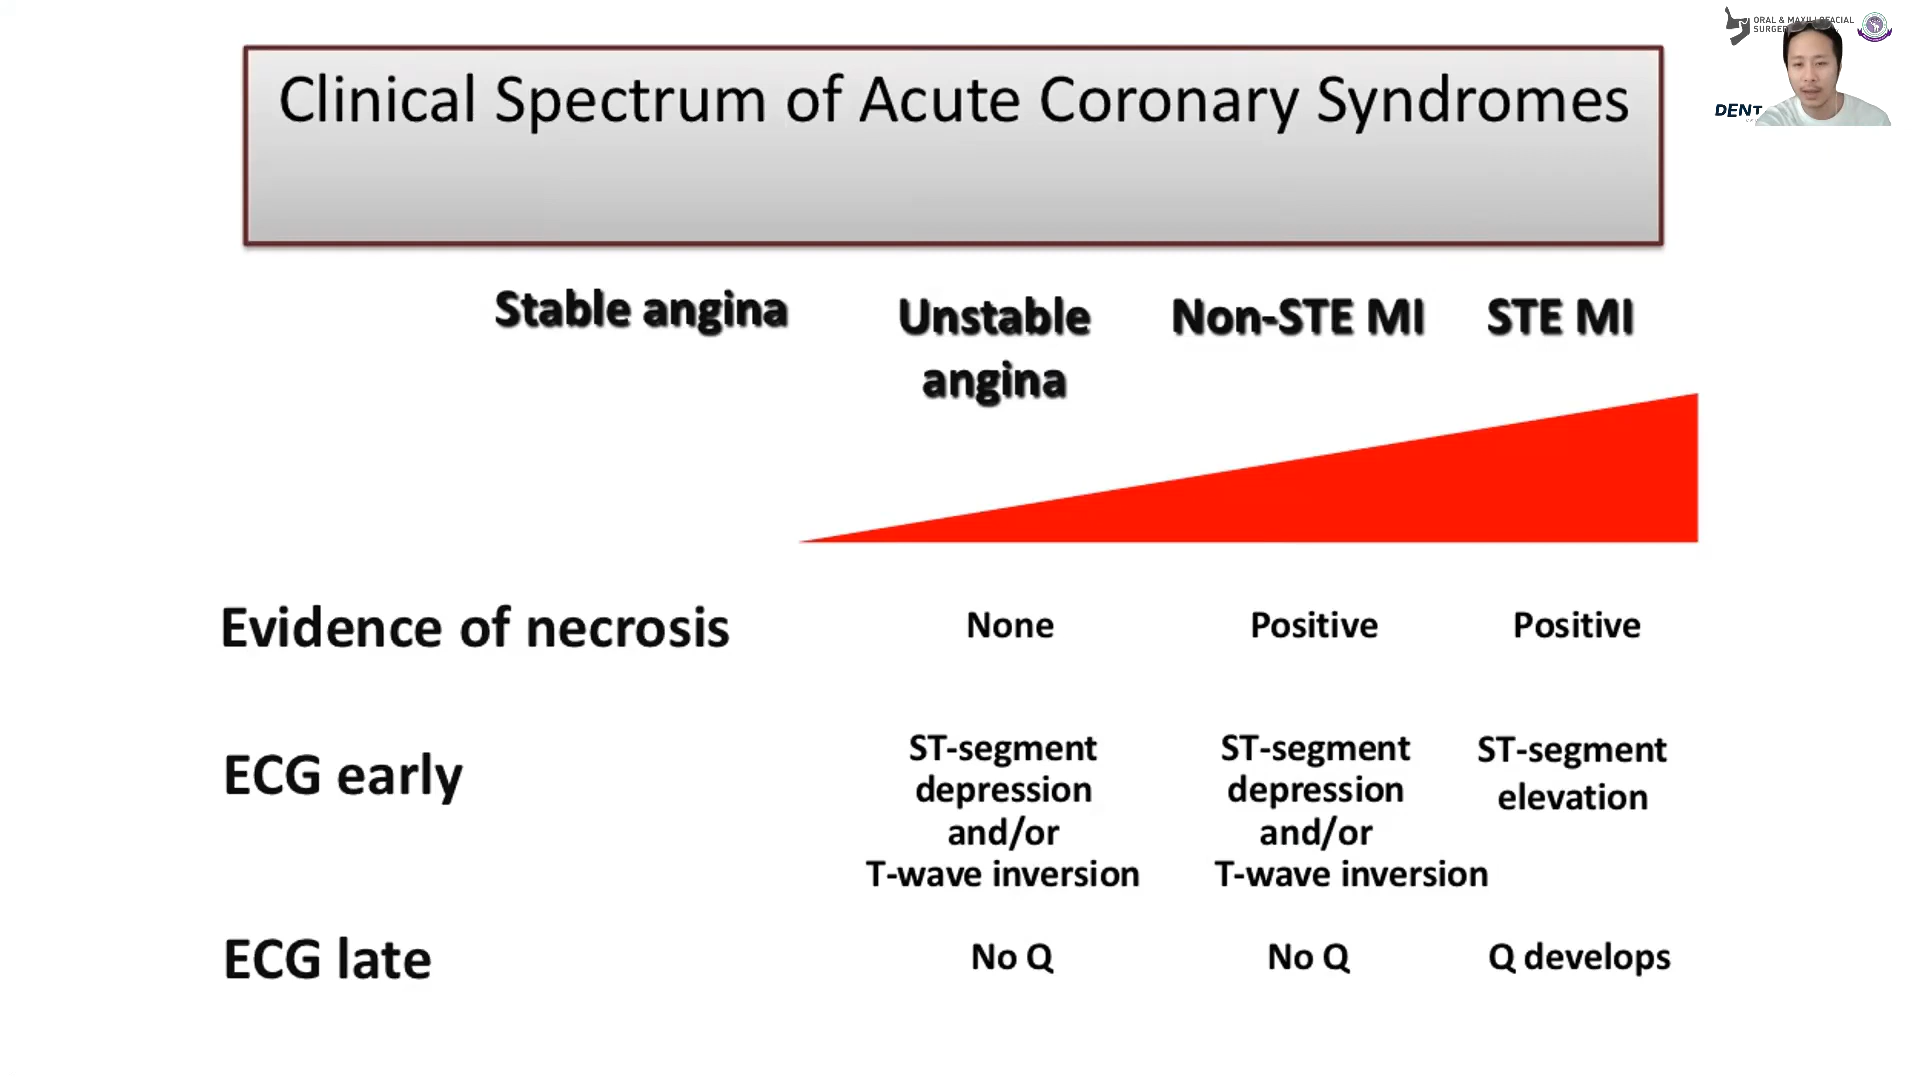 ORAL & MAXILLOFACIAL
Clinical Spectrum of Acute Coronary Syndromes
Stable angina
Unstable
angina
Non-STE MI
STE MI
Evidence of necrosis
None
Positive
Positive
ECG early
ST-segment
depression
and/or
T-wave inversion
ST-segment
depression
and/or
T-wave inversion
ST-segment
elevation
ECG late
No Q
No Q
Q develops